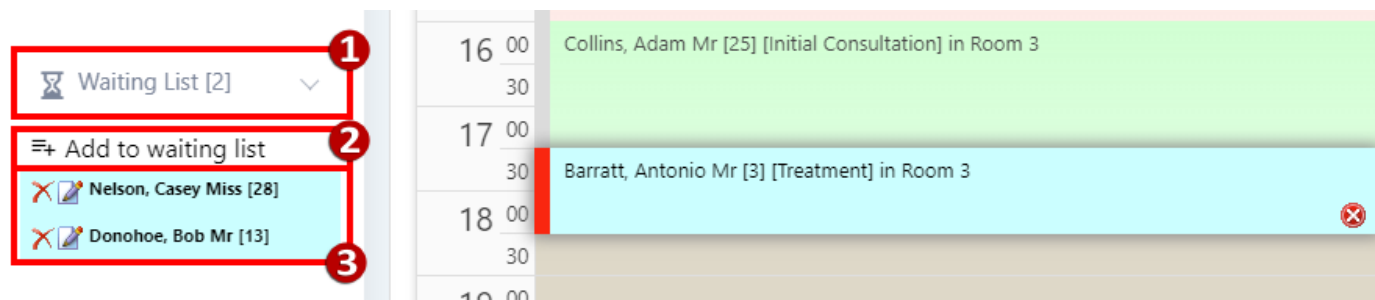 1
Waiting List [2]
2
Add to waiting list
Nelson, Casey Miss [28]
Donohoe, Bob Mr [13]
3
16 00
Collins, Adam Mr [25] [Initial Consultation] in Room 3
30
17 00
30
Barratt, Antonio Mr [3] [Treatment] in Room 3
18 00
30
19 00